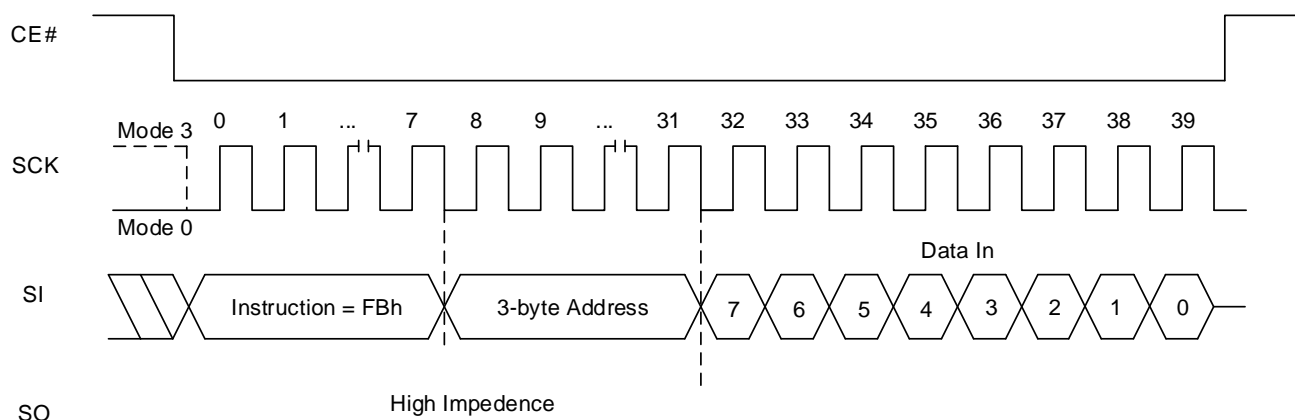 CE#
0 1 ... 7 8 9 ... 31 32 33 34 35 36 37 38 39
Mode 3
SCK
Mode 0
Data In
SI
Instruction = FBh 3-byte Address 7 6 5 4 3 2 1 0
High Impedence
SO